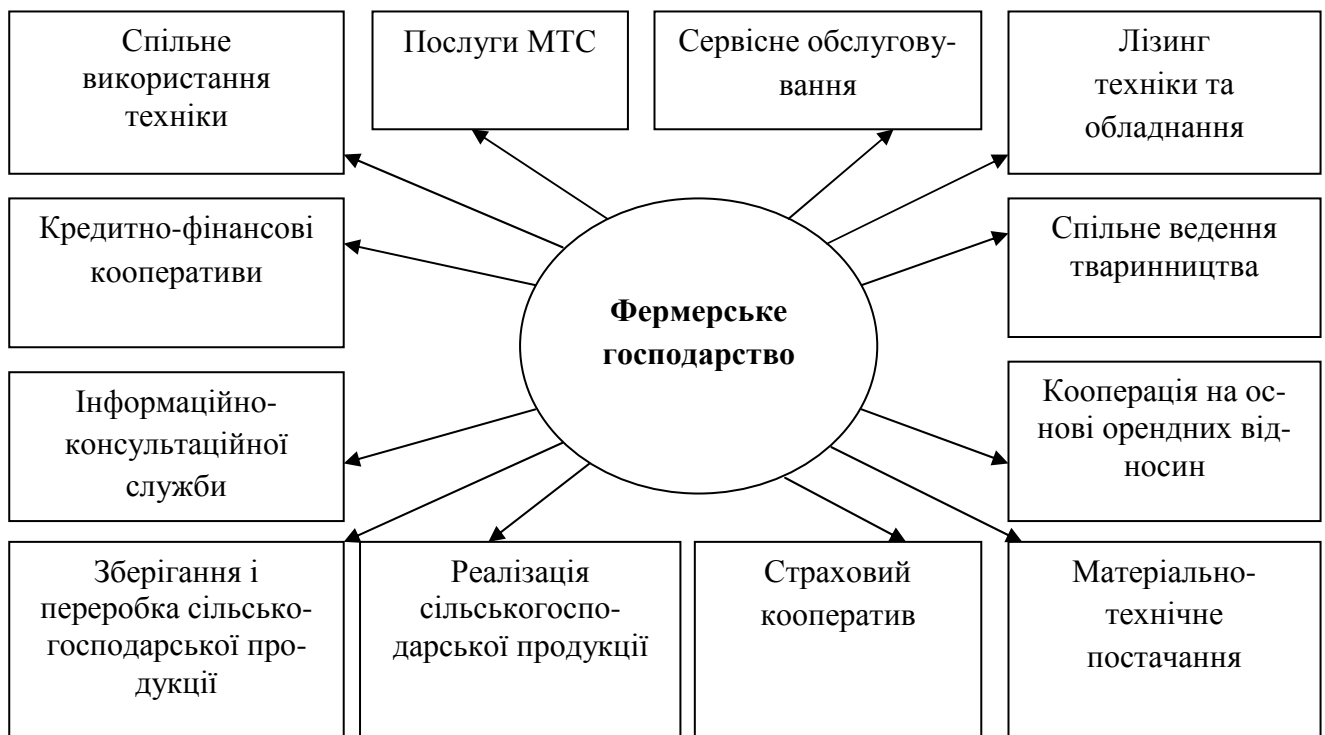 Спільне
використання
техніки
Послуги МТС
Сервісне обслугову-
вання
Лізинг
техніки та
обладнання
Кредитно-фінансові
кооперативи
Фермерське
господарство
Спільне ведення
тваринництва
Інформаційно-
консультаційної
служби
Кооперація на ос-
нові орендних від-
носин
Зберігання і
переробка сільсько-
господарської про-
дукції
Реалізація
сільськогоспо-
дарської продукції
Страховий
кооператив
Матеріально-
технічне
постачання